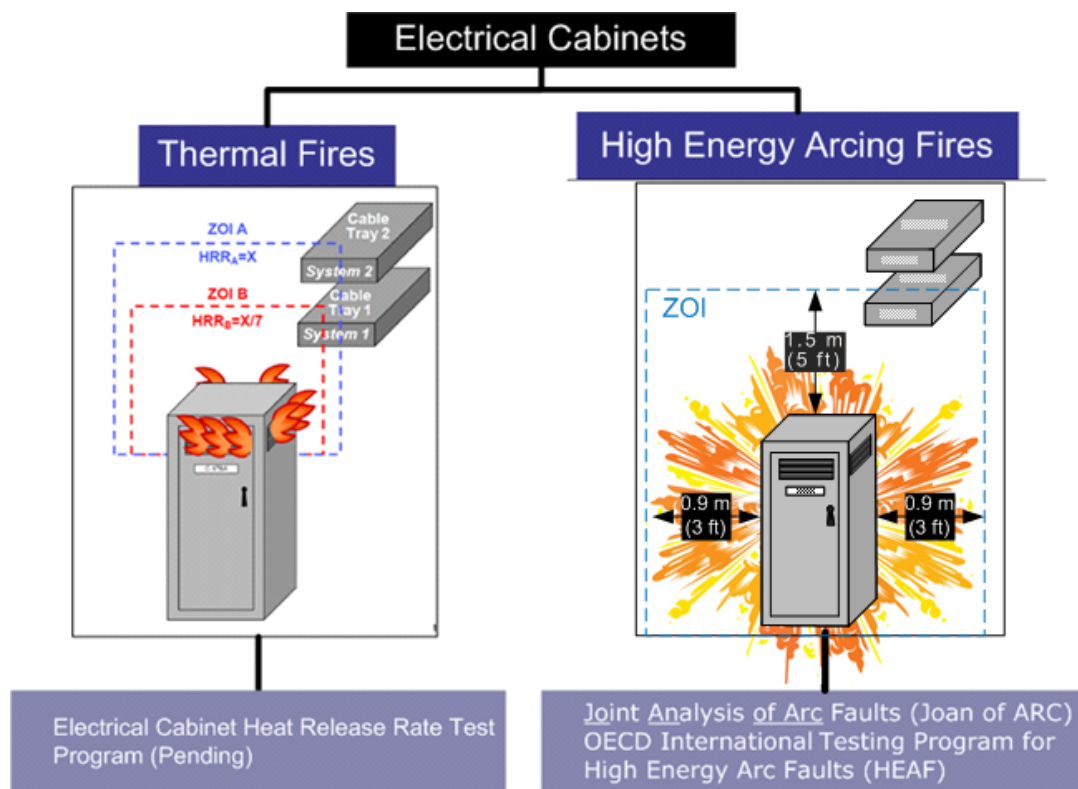 Electrical Cabinets
Thermal Fires
ZOI A
HRR_A=X
ZOI B
HRR_B=X/7
Cable
Tray 2
System 2
Cable
Tray 1
System 1
Electrical Cabinet Heat Release Rate Test
Program (Pending)
High Energy Arcing Fires
ZOI
1.5 m
(5 ft)
0.9 m
(3 ft)
0.9 m
(3 ft)
Joint Analysis of Arc Faults (Joan of ARC)
OECD International Testing Program for
High Energy Arc Faults (HEAF)